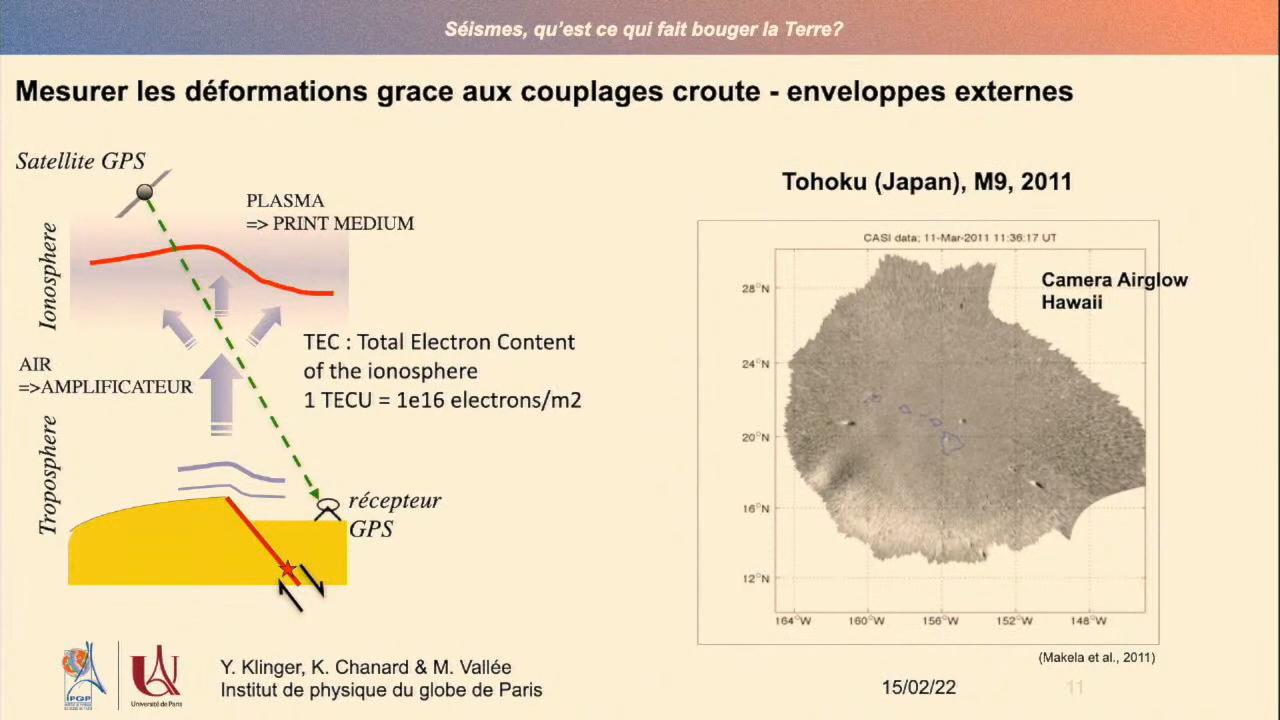 Séismes, qu'est ce qui fait bouger la Terre?
Mesurer les déformations grace aux couplages croute - enveloppes externes
Satellite GPS
PLASMA
=> PRINT MEDIUM
Ionosphere
AIR
=>AMPLIFICATEUR
TEC : Total Electron Content
of the ionosphere
1 TECU = 1e16 electrons/m2
Troposphere
récepteur
GPS
Tohoku (Japan), M9, 2011
CASI data; 11-Mar-2011 11:36:17 UT
Camera Airglow
Hawaii
28°N
24°N
20°N
16°N
12°N
164°W 160°W 156°W 152°W 148°W
(Makela et al., 2011)
IPGP
Université de Paris
Y. Klinger, K. Chanard & M. Vallée
Institut de physique du globe de Paris
15/02/22
11